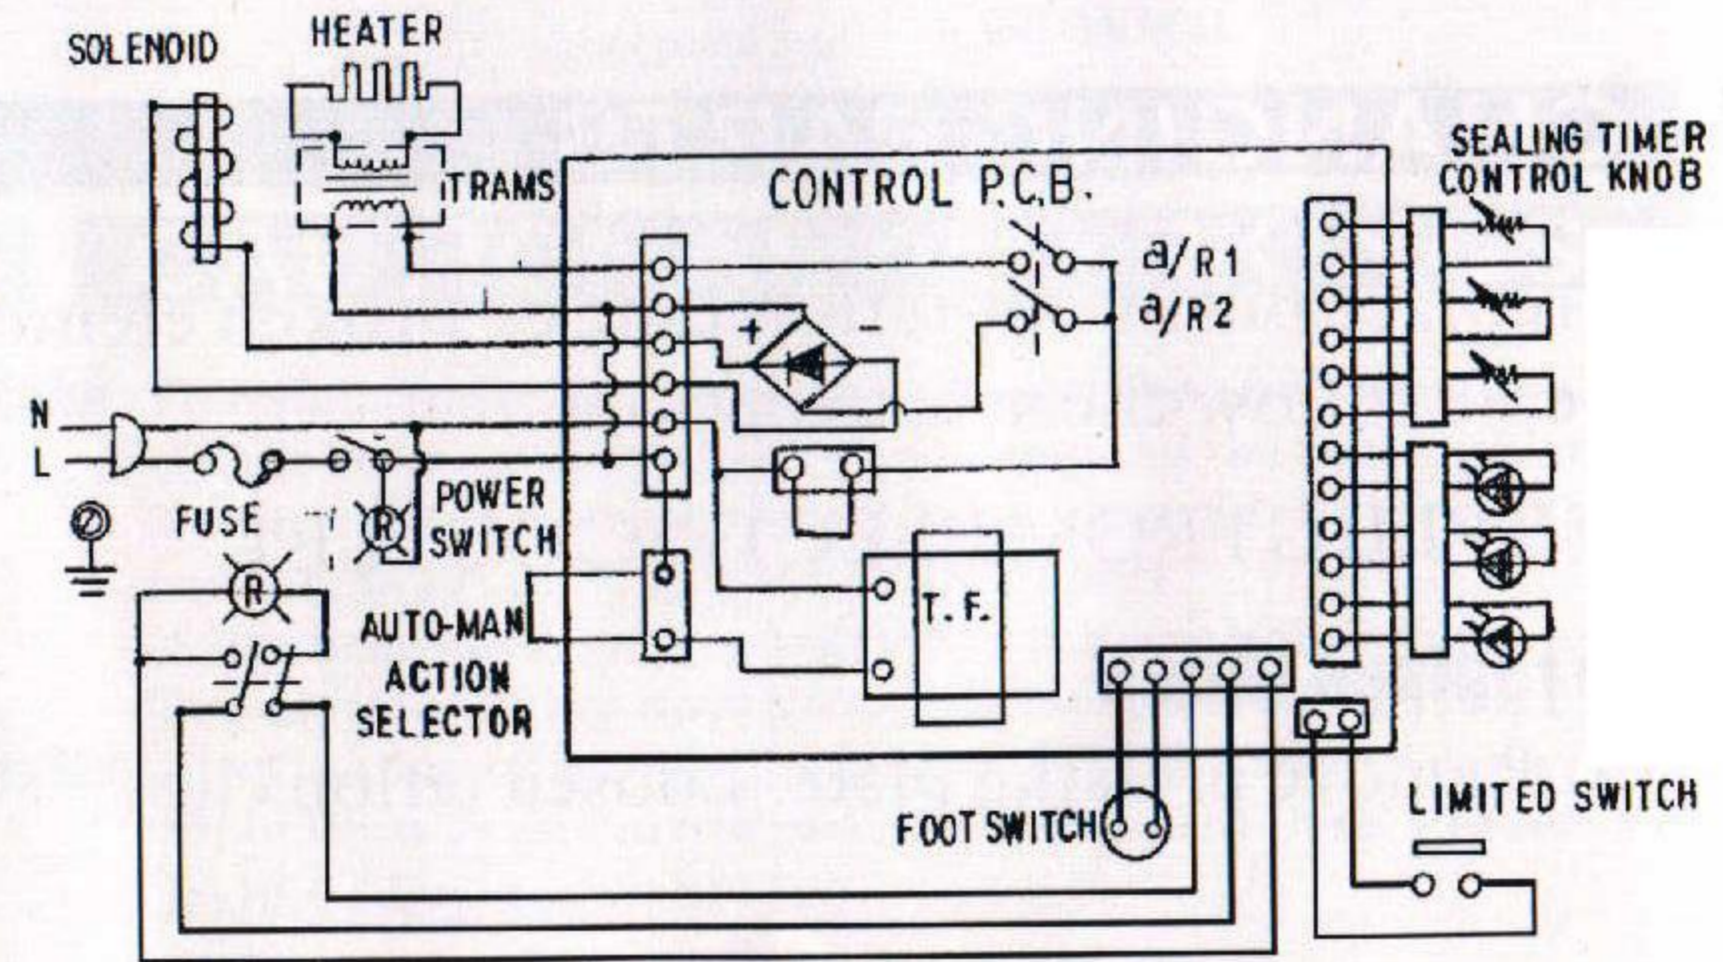 SOLENOID
HEATER
TRAMS
CONTROL P.C.B.
SEALING TIMER
CONTROL KNOB
a/R1
a/R2
+
-
N
L
FUSE
R
POWER
SWITCH
R
AUTO-MAN
ACTION
SELECTOR
T. F.
FOOT SWITCH
LIMITED SWITCH